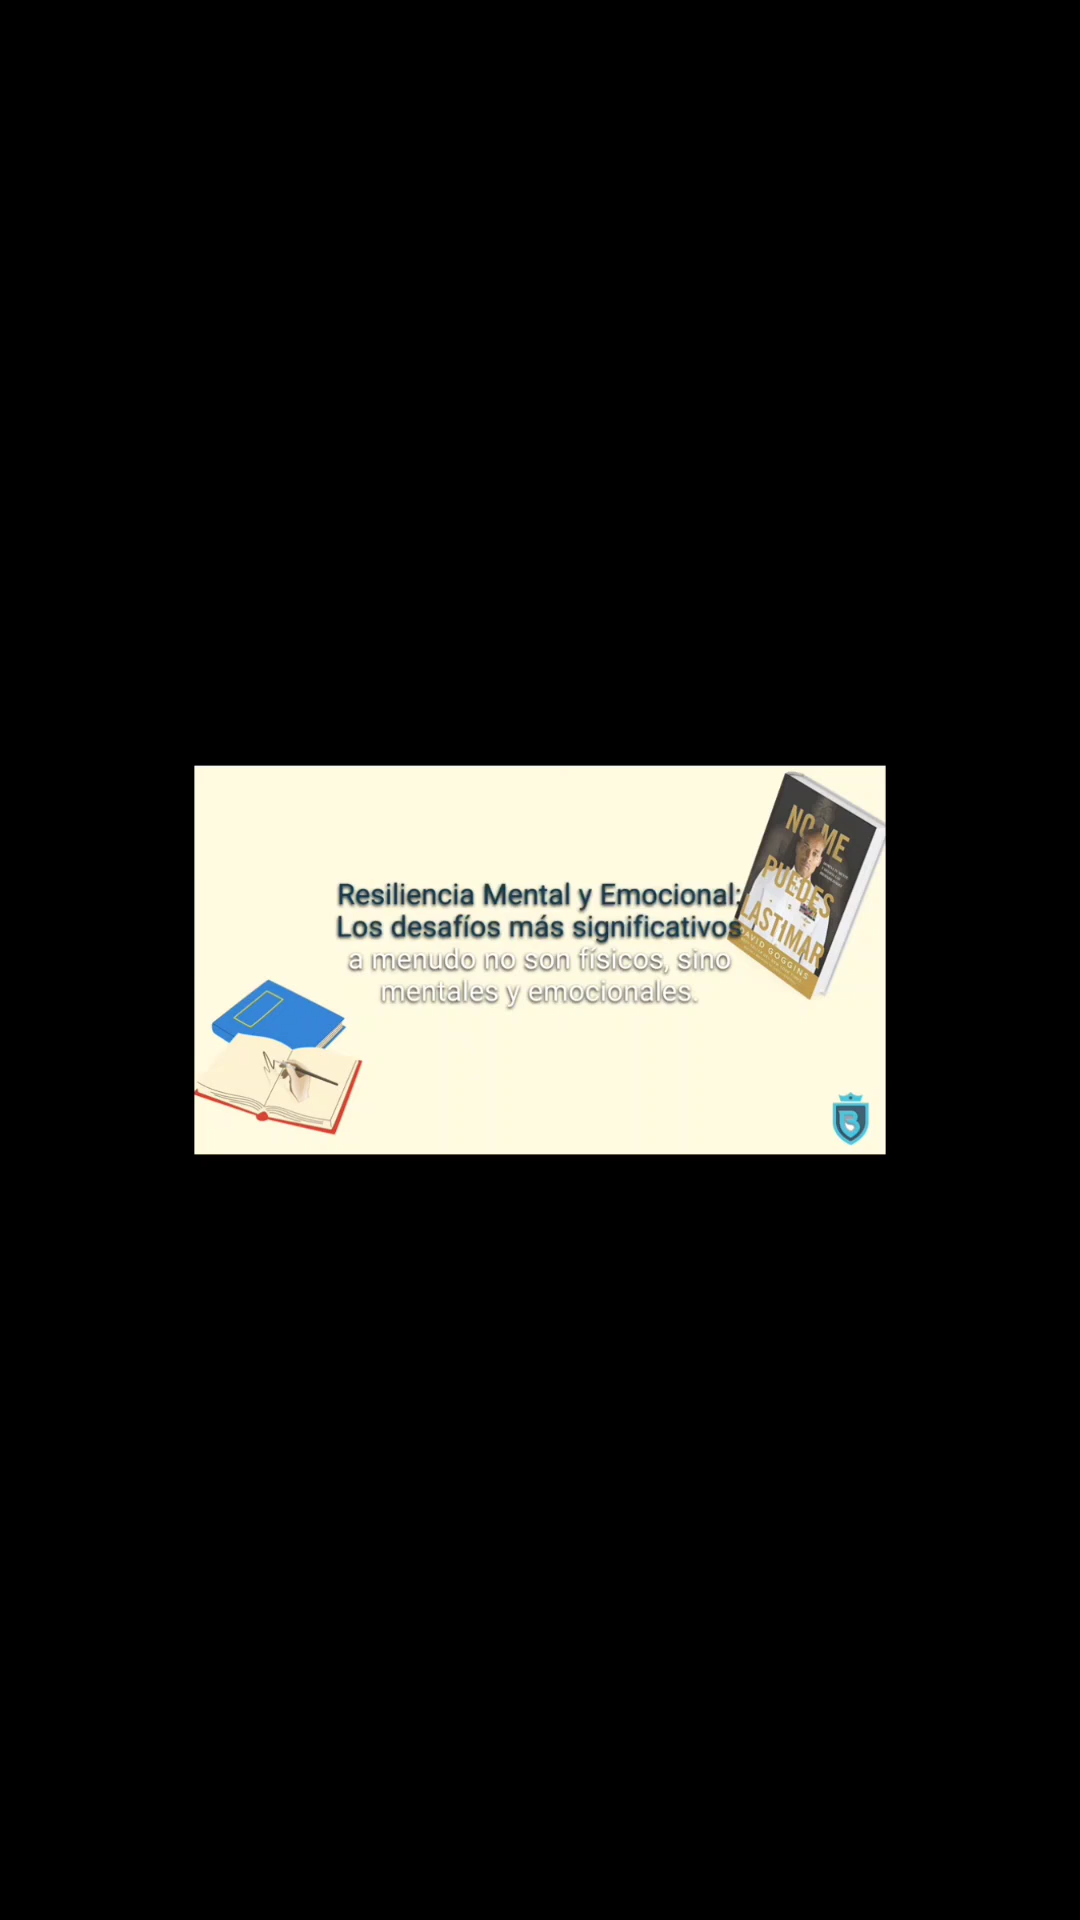 Resiliencia Mental y Emocional:
Los desafíos más significativos
a menudo no son físicos, sino
mentales y emocionales.
NO ME
PUEDES
LAST1MAR
DAVID GOGGINS
B